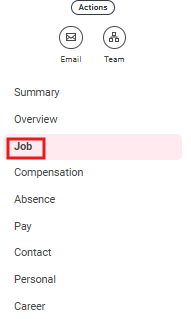 Actions
Email
Team
Summary
Overview
Job
Compensation
Absence
Pay
Contact
Personal
Career